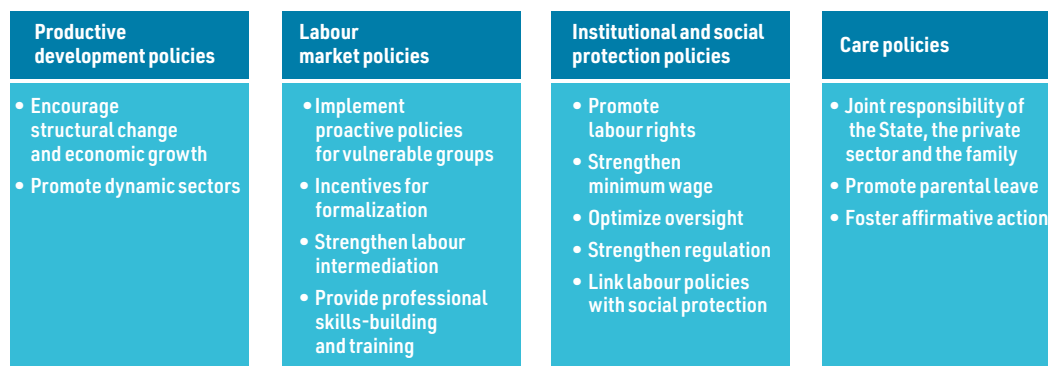 Productive
development policies
• Encourage
structural change
and economic growth
• Promote dynamic sectors
Labour
market policies
• Implement
proactive policies
for vulnerable groups
• Incentives for
formalization
• Strengthen labour
intermediation
• Provide professional
skills-building
and training
Institutional and social
protection policies
• Promote
labour rights
• Strengthen
minimum wage
• Optimize oversight
• Strengthen regulation
• Link labour policies
with social protection
Care policies
• Joint responsibility of
the State, the private
sector and the family
• Promote parental leave
• Foster affirmative action